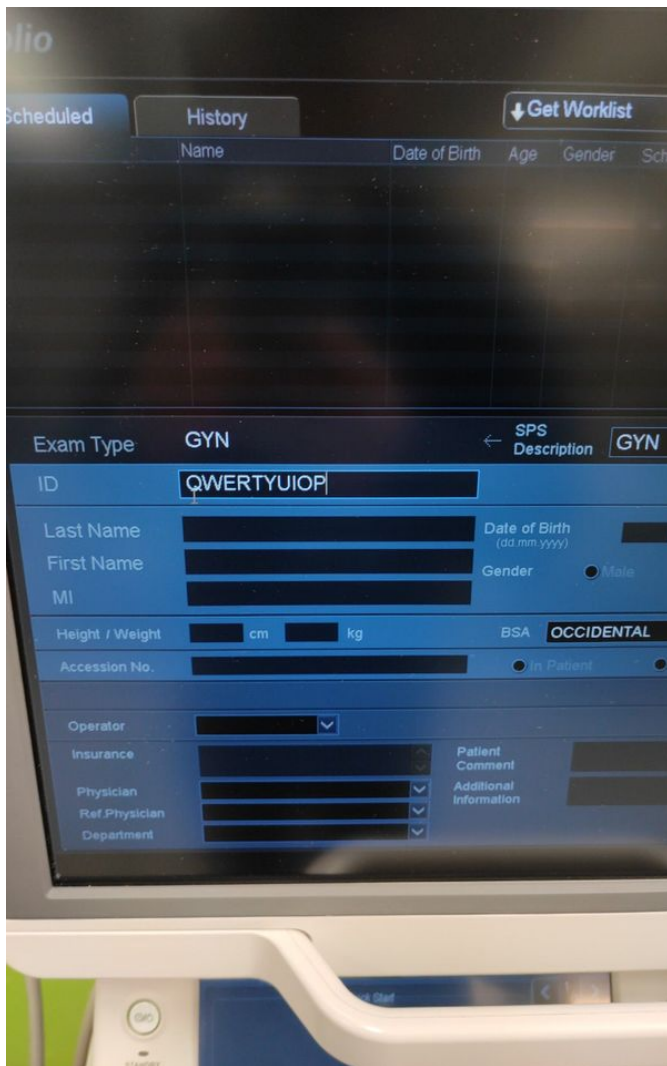 lio
Scheduled History Get Worklist
Name Date of Birth Age Gender Sch
Exam Type GYN ← SPS Description GYN
ID QWERTYUIOP
Last Name Date of Birth
(dd.mm.yyyy)
First Name Gender Male
MI
Height / Weight cm kg BSA OCCIDENTAL
Accession No. In Patient
Operator
Insurance Patient Comment
Physician Additional Information
Ref.Physician
Department
Start
STANDBY